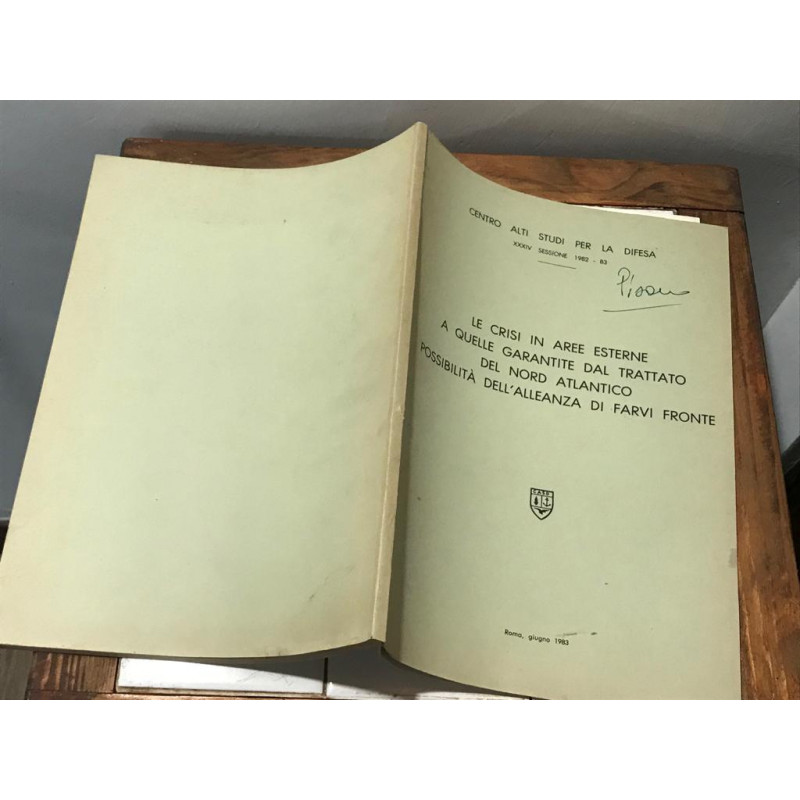 CENTRO ALTI STUDI PER LA DIFESA
XXXIV SESSIONE 1982 - 83
LE CRISI IN AREE ESTERNE
A QUELLE GARANTITE DAL TRATTATO
DEL NORD ATLANTICO
POSSIBILITÀ DELL'ALLEANZA DI FARVI FRONTE
CASD
Roma, giugno 1983